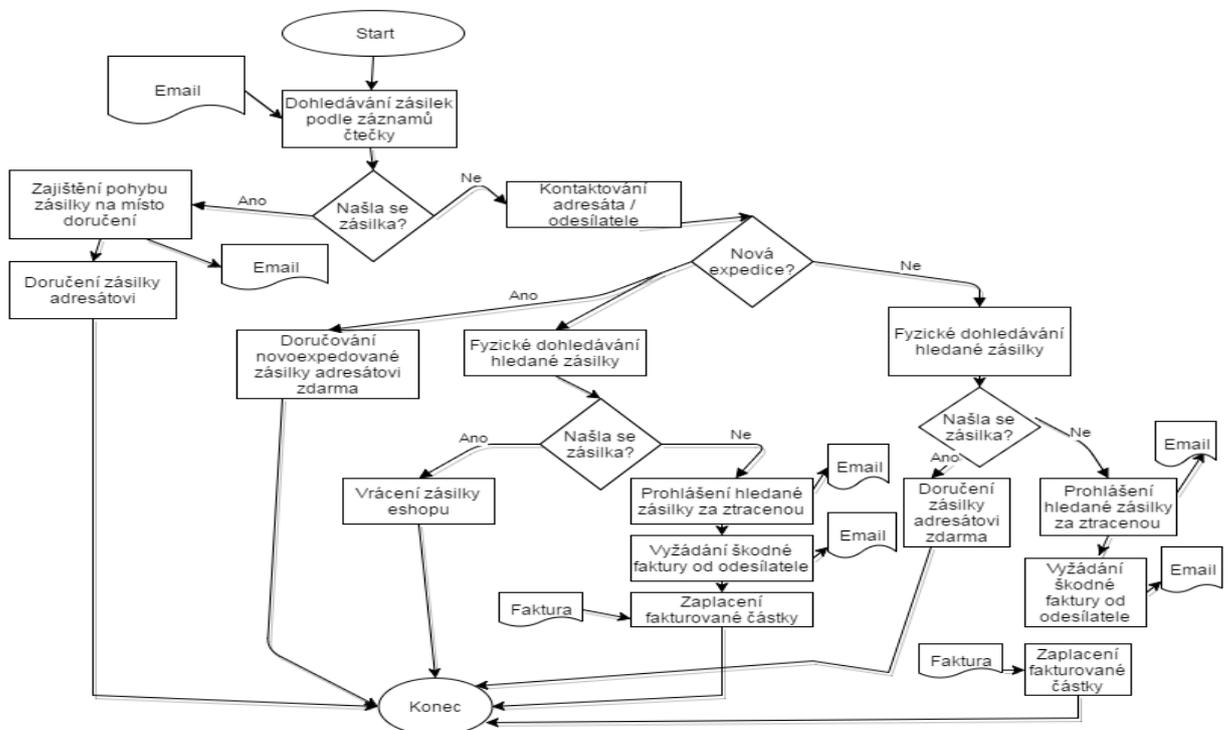 Start
Email
Dohledávání zásilek
podle záznamů
čtečky
Zajištění pohybu
zásilky na místo
doručení
Ano
Našla se
zásilka?
Ne
Kontaktování
adresáta /
odesílatele
Email
Doručení zásilky
adresátovi
Nová
expedice?
Ano
Ne
Doručování
novoexpedované
zásilky adresátovi
zdarma
Fyzické dohledávání
hledané zásilky
Fyzické dohledávání
hledané zásilky
Našla se
zásilka?
Ano
Ne
Našla se
zásilka?
Ano
Ne
Vrácení zásilky
eshopu
Prohlášení hledané
zásilky za ztracenou
Email
Doručení
zásilky
adresátovi
zdarma
Prohlášení
hledané zásilky
za ztracenou
Email
Vyžádání škodné
faktury od odesílatele
Email
Vyžádání
škodné
faktury od
odesílatele
Email
Faktura
Zaplacení
fakturované částky
Faktura
Zaplacení
fakturované
částky
Konec